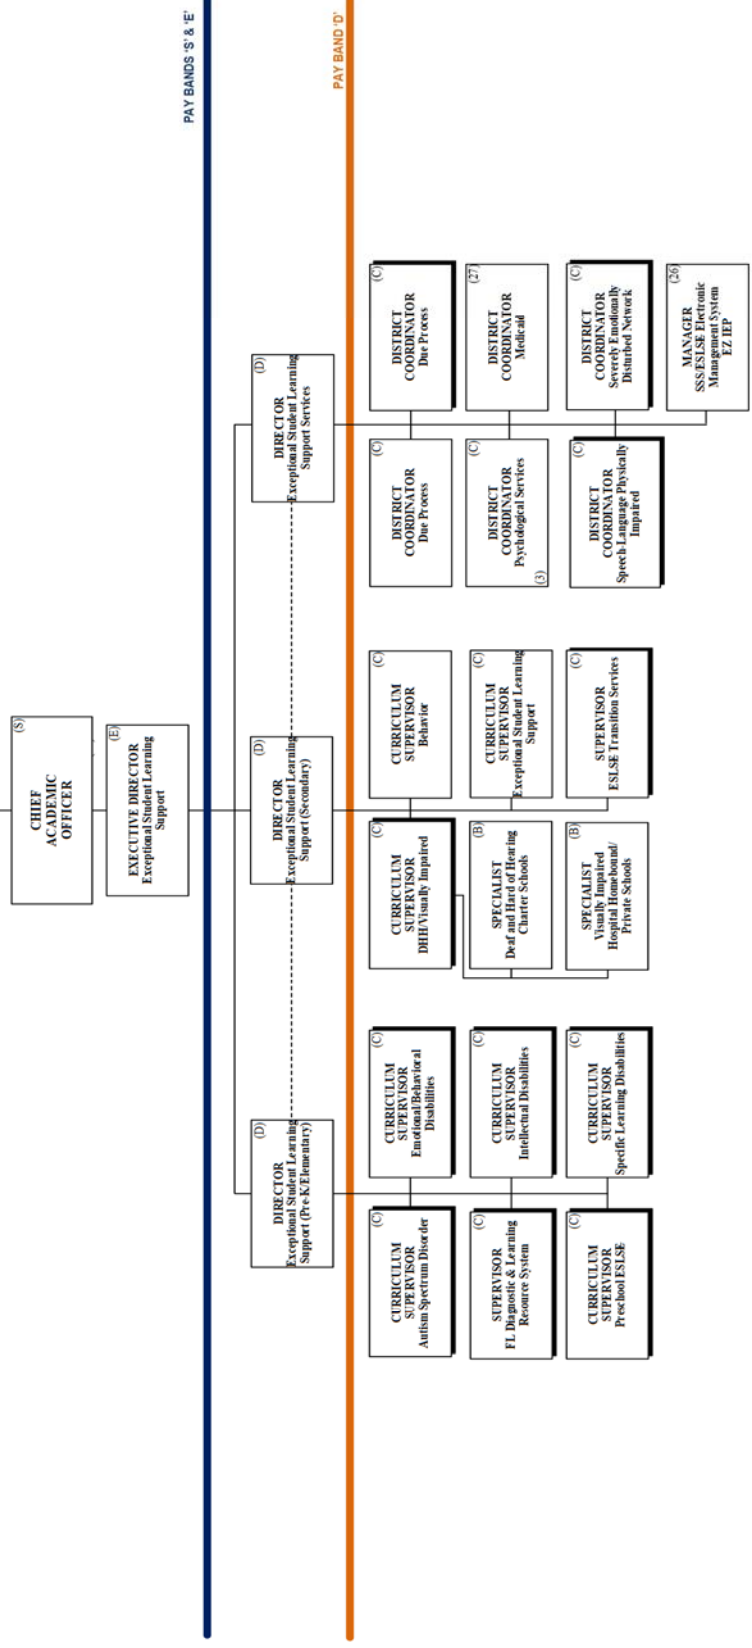 (S)
CHIEF
ACADEMIC
OFFICER
(E)
EXECUTIVE DIRECTOR
Exceptional Student Learning
Support
PAY BANDS 'S' & 'E'
(D)
DIRECTOR
Exceptional Student Learning
Support (Pre-K/Elementary)
(D)
DIRECTOR
Exceptional Student Learning
Support (Secondary)
(D)
DIRECTOR
Exceptional Student Learning
Support Services
PAY BAND 'D'
(C)
CURRICULUM
SUPERVISOR
Autism Spectrum Disorder
(C)
CURRICULUM
SUPERVISOR
Emotional/Behavioral
Disabilities
(C)
CURRICULUM
SUPERVISOR
DHH/Visually Impaired
(C)
CURRICULUM
SUPERVISOR
Behavior
(C)
DISTRICT
COORDINATOR
Due Process
(C)
DISTRICT
COORDINATOR
Due Process
(C)
SUPERVISOR
FL Diagnostic & Learning
Resource System
(C)
CURRICULUM
SUPERVISOR
Intellectual Disabilities
(B)
SPECIALIST
Deaf and Hard of Hearing
Charter Schools
(C)
CURRICULUM
SUPERVISOR
Exceptional Student Learning
Support
(C)
DISTRICT
COORDINATOR
Psychological Services
(3)
(27)
DISTRICT
COORDINATOR
Medicaid
(C)
CURRICULUM
SUPERVISOR
Preschool ESLSE
(C)
CURRICULUM
SUPERVISOR
Specific Learning Disabilities
(B)
SPECIALIST
Visually Impaired
Hospital Homebound/
Private Schools
(C)
SUPERVISOR
ESLSE Transition Services
(C)
DISTRICT
COORDINATOR
Speech-Language Physically
Impaired
(C)
DISTRICT
COORDINATOR
Severely Emotionally
Disturbed Network
(26)
MANAGER
SSS/ESLSE Electronic
Management System
EZ IEP